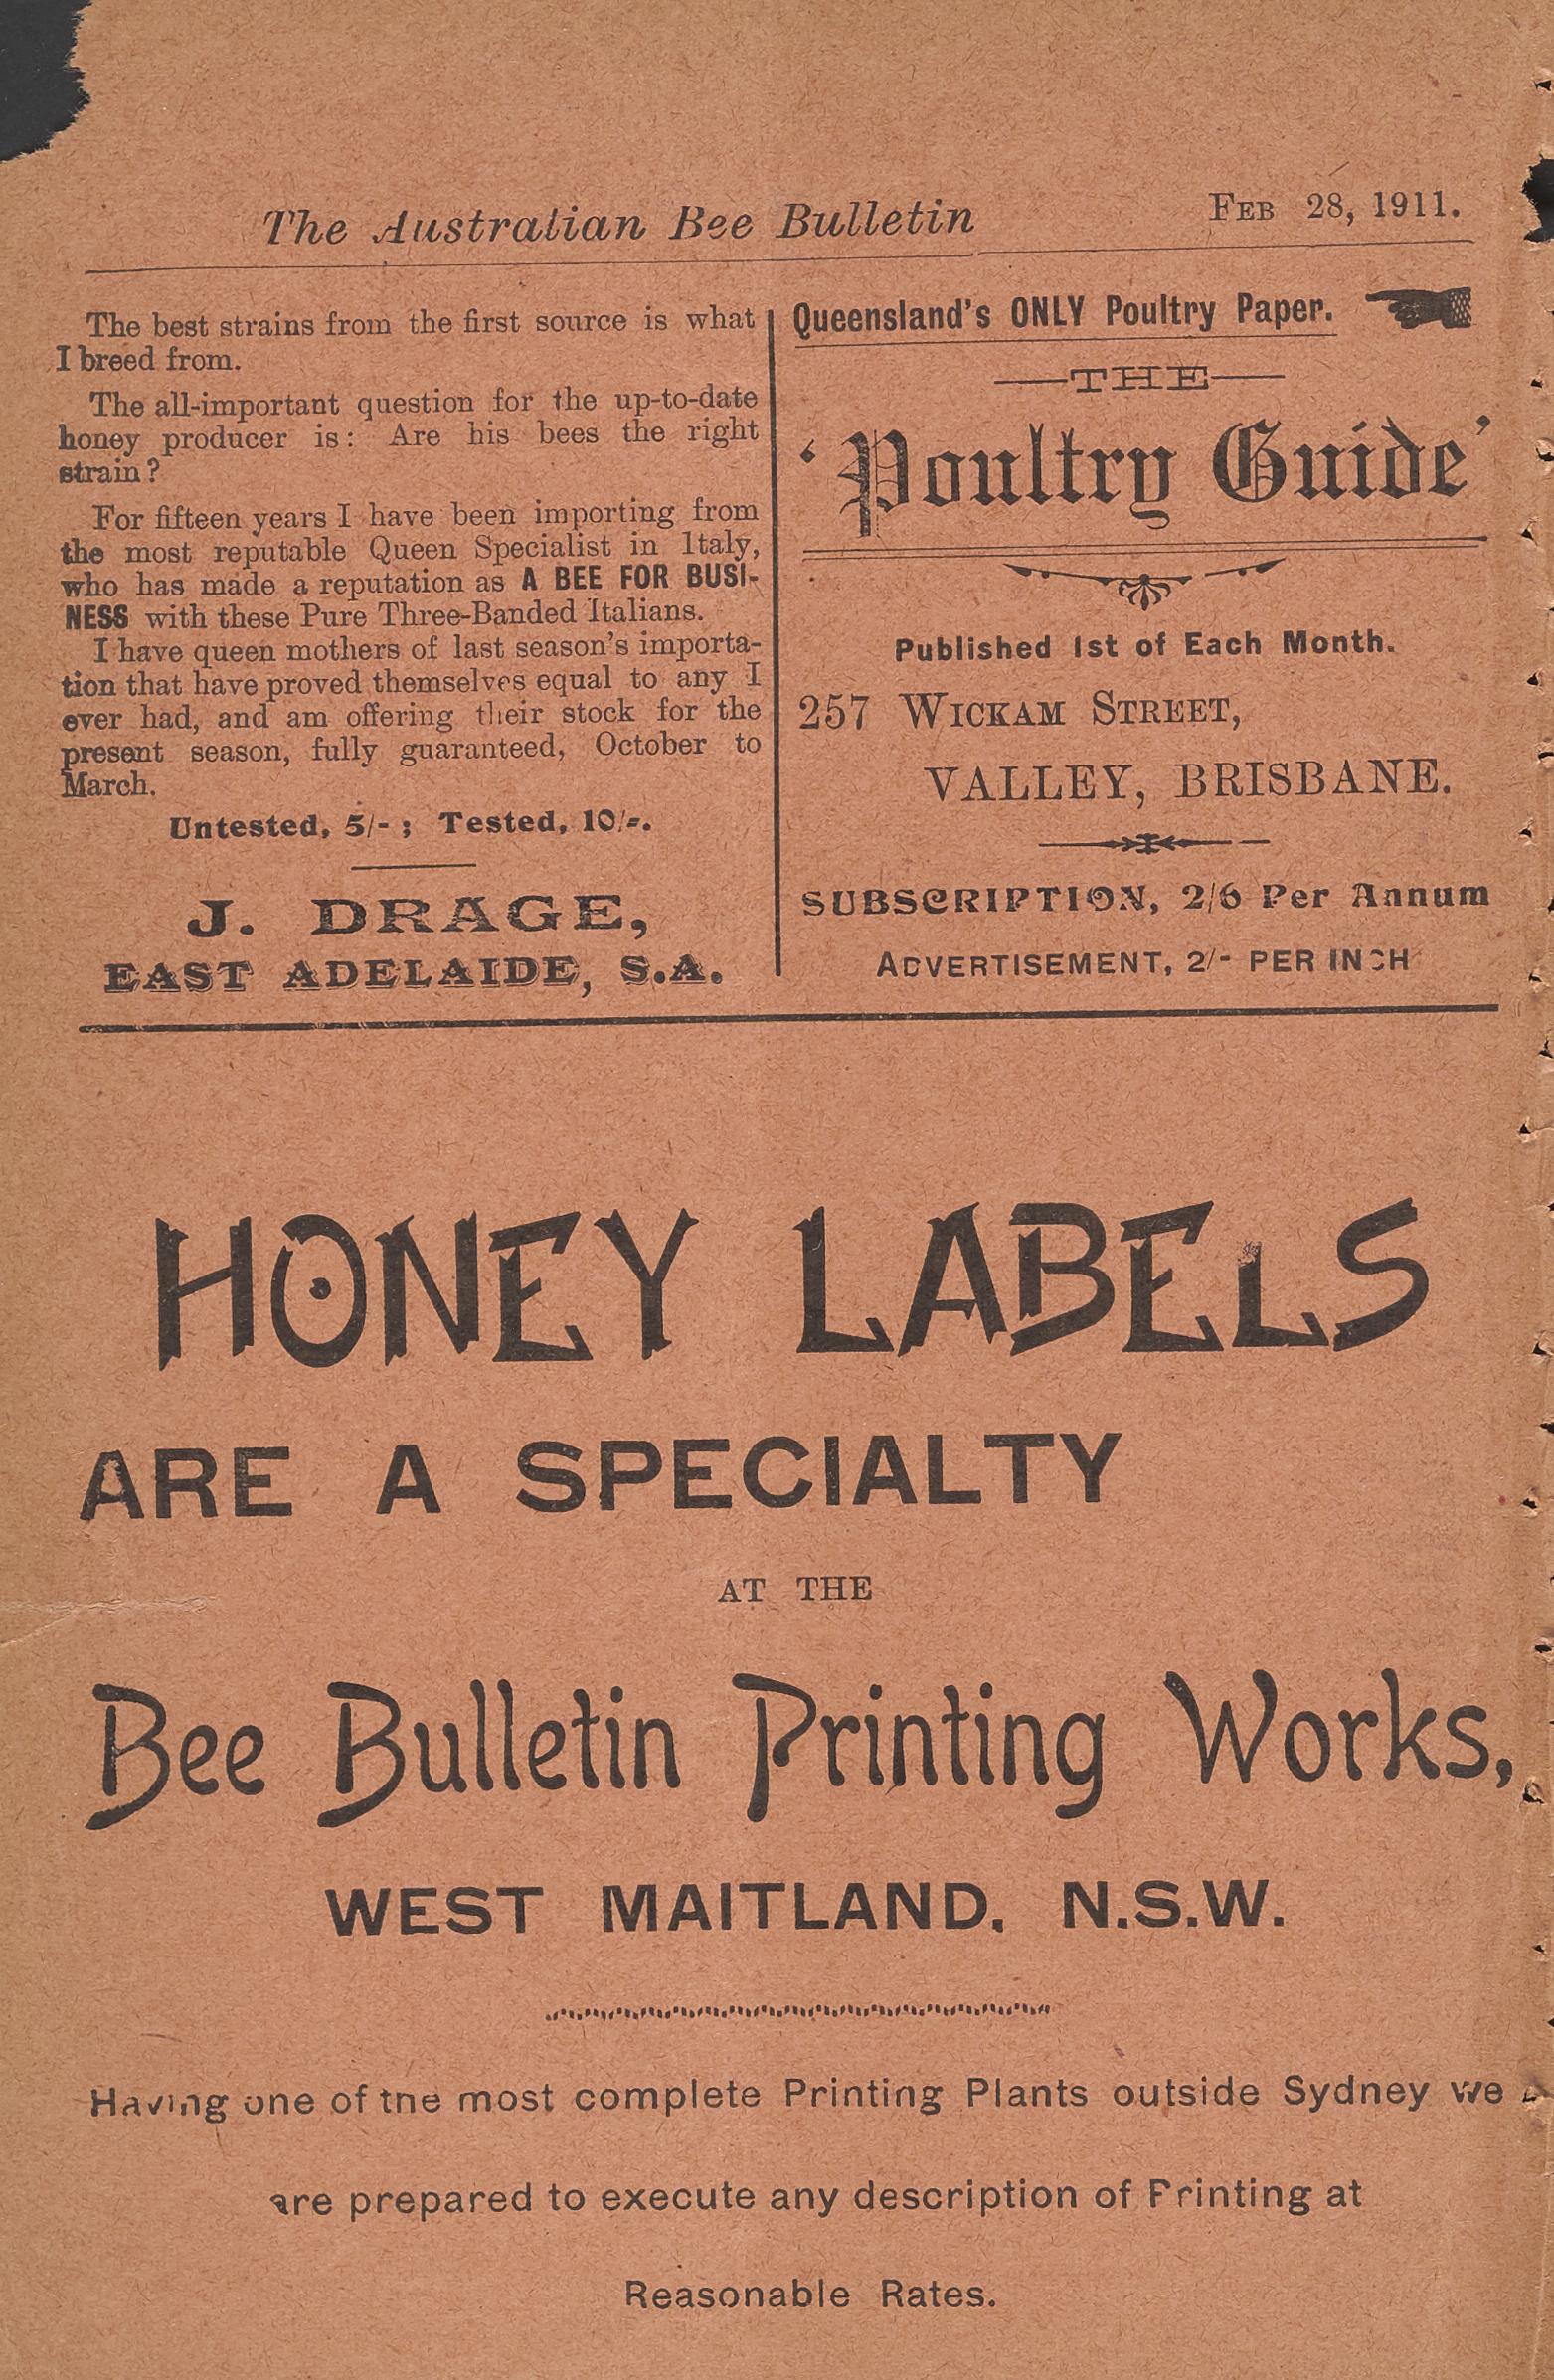 The Australian Bee Bulletin FEB 28, 1911.
The best strains from the first source is what
I breed from.
The all-important question for the up-to-date
honey producer is: Are his bees the right
strain?
For fifteen years I have been importing from
the most reputable Queen Specialist in Italy,
who has made a reputation as A BEE FOR BUSI-
NESS with these Pure Three-Banded Italians.
I have queen mothers of last season's importa-
tion that have proved themselves equal to any I
ever had, and am offering their stock for the
present season, fully guaranteed, October to
March.
Untested, 5/-; Tested, 10/-.
J. DRAGE,
EAST ADELAIDE, S.A.
Queensland's ONLY Poultry Paper.
—THE—
'Poultry Guide'
Published 1st of Each Month.
257 WICKAM STREET,
VALLEY, BRISBANE.
SUBSCRIPTION, 2/6 Per Annum
ADVERTISEMENT, 2/- PER INCH
HONEY LABELS
ARE A SPECIALTY
AT THE
Bee Bulletin Printing Works,
WEST MAITLAND, N.S.W.
Having one of the most complete Printing Plants outside Sydney we
are prepared to execute any description of Printing at
Reasonable Rates.